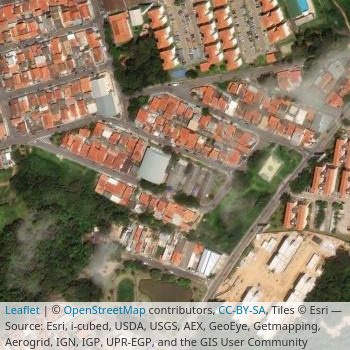 Leaflet | © OpenStreetMap contributors, CC-BY-SA, Tiles © Esri —
Source: Esri, i-cubed, USDA, USGS, AEX, GeoEye, Getmapping,
Aerogrid, IGN, IGP, UPR-EGP, and the GIS User Community